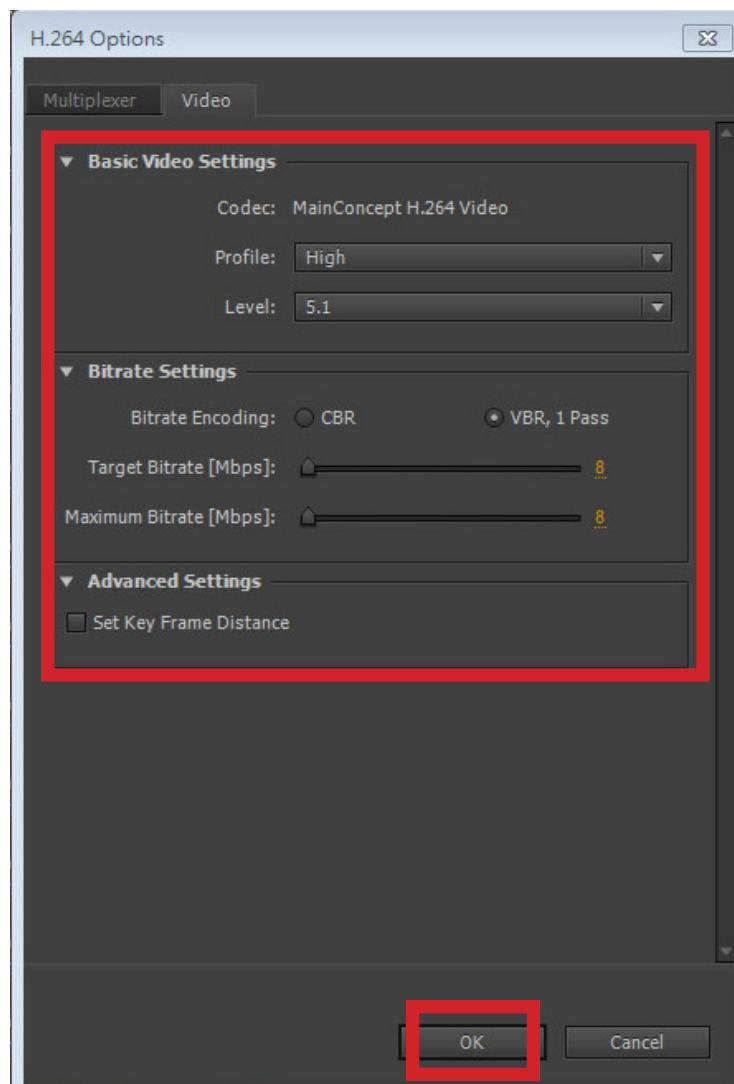 H.264 Options
Multiplexer Video
Basic Video Settings
Codec: MainConcept H.264 Video
Profile: High
Level: 5.1
Bitrate Settings
Bitrate Encoding: CBR VBR, 1 Pass
Target Bitrate [Mbps]: 8
Maximum Bitrate [Mbps]: 8
Advanced Settings
Set Key Frame Distance
OK Cancel